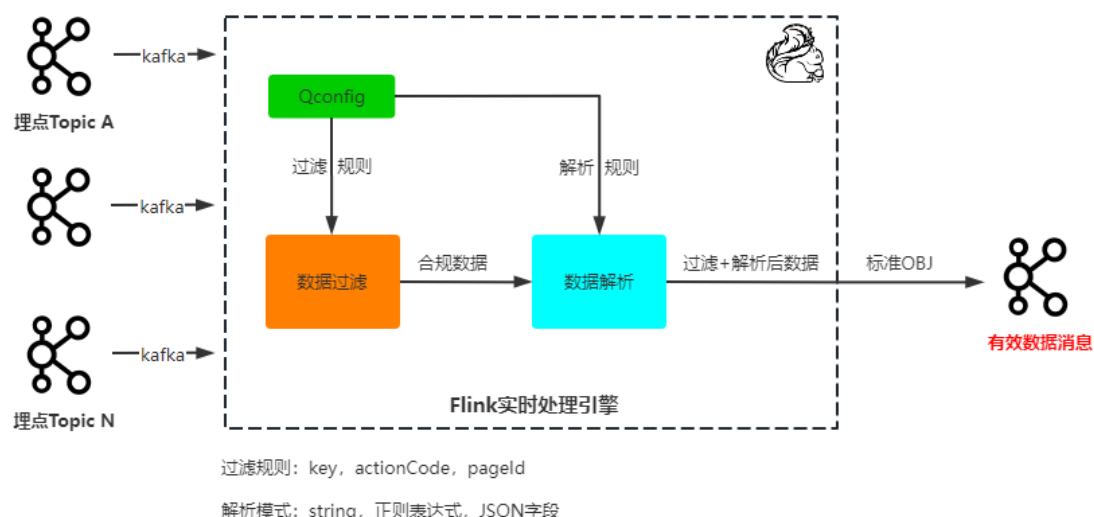 kafka
埋点Topic A
Qconfig
过滤 规则
解析 规则
kafka
数据过滤
合规数据
数据解析
过滤+解析后数据
标准OBJ
有效数据消息
kafka
埋点Topic N
Flink实时处理引擎
过滤规则：key，actionCode，pageId
解析模式：string，正则表达式，JSON字段